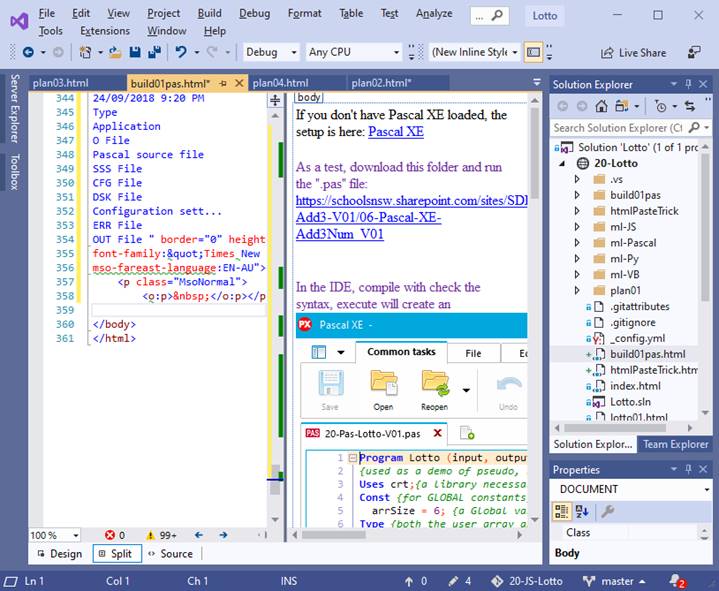 File Edit View Project Build Debug Format Table Test Analyze ... Lotto
Tools Extensions Window Help
Debug Any CPU (New Inline Style Live Share
Server Explorer
Toolbox
plan03.html build01pas.html* plan04.html plan02.html*
344 24/09/2018 9:20 PM
345 Type
346 Application
347 O File
348 Pascal source file
349 SSS File
350 CFG File
351 DSK File
352 Configuration sett...
353 ERR File
354 OUT File " border="0" height
355 font-family:&quot;Times New
356 mso-fareast-language:EN-AU">
357 <p class="MsoNormal">
358 <o:p>&nbsp;</o:p></p
359
360 </body>
361 </html>
100 % 0 99+
Design Split Source
body
If you don't have Pascal XE loaded, the
setup is here: Pascal XE
As a test, download this folder and run
the ".pas" file:
https://schoolsnsw.sharepoint.com/sites/SDI
Add3-V01/06-Pascal-XE-
Add3Num_V01
In the IDE, compile with check the
syntax, execute will create an
PX Pascal XE -
Common tasks File
Save Open Reopen Undo
PAS 20-Pas-Lotto-V01.pas
1 Program Lotto (input, output
2 {used as a demo of pseudo,
3 Uses crt;{a library necessa
4 Const {for GLOBAL constants
5 arrSize = 6; {a Global va
6 Type {both the user array a
Solution Explorer
Search Solution Explorer (Ct
Solution 'Lotto' (1 of 1 pro
20-Lotto
.vs
build01pas
htmlPasteTrick
ml-JS
ml-Pascal
ml-Py
ml-VB
plan01
.gitattributes
.gitignore
_config.yml
build01pas.html
htmlPasteTrick.htm
index.html
Lotto.sln
lotto01.html
Solution Explor... Team Explorer
Properties
DOCUMENT
Class
Body
Ln 1 Col 1 Ch 1 INS 0 4 20-JS-Lotto master 2